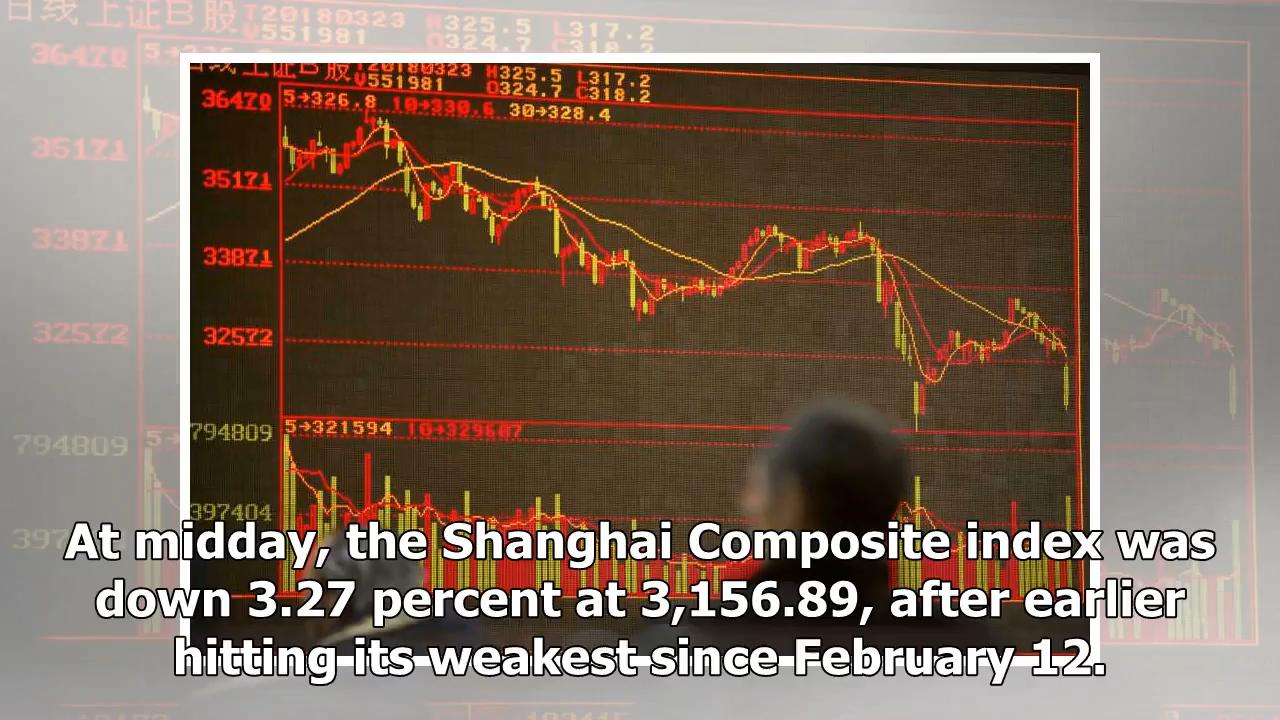 日线 上证B股 T20180323 H325.5 L317.2
V551981 O324.7 C318.2
36470 5→326.8 10→330.6 30→328.4
35171
33871
32572
794809 5→321594 10→329607
397404
At midday, the Shanghai Composite index was
down 3.27 percent at 3,156.89, after earlier
hitting its weakest since February 12.